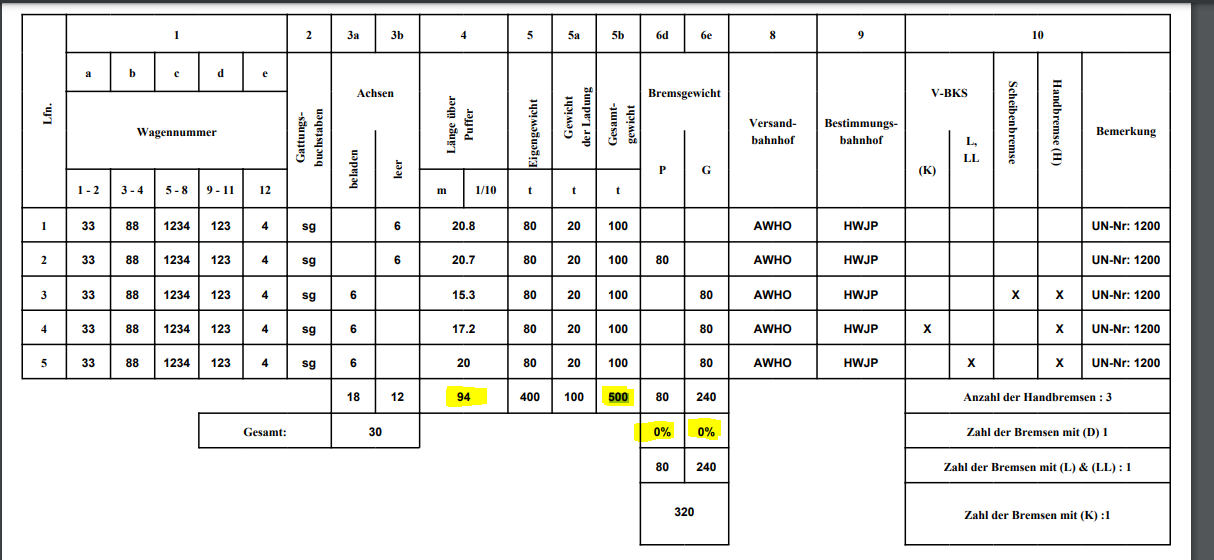 1 2 3a 3b 4 5 5a 5b 6d 6e 8 9 10
Lfn.
a b c d e
Wagennummer
Gattungs-
buchstaben
Achsen
beladen
leer
Länge über
Puffer
Eigengewicht
Gewicht
der Ladung
Gesamt-
gewicht
Bremsgewicht
P G
Versand-
bahnhof
Bestimmungs-
bahnhof
V-BKS
(K)
L,
LL
Scheibenbremse
Handbremse (H)
Bemerkung
1 - 2 3 - 4 5 - 8 9 - 11 12 m 1/10 t t t
1 33 88 1234 123 4 sg 6 20.8 80 20 100 AWHO HWJP UN-Nr: 1200
2 33 88 1234 123 4 sg 6 20.7 80 20 100 80 AWHO HWJP UN-Nr: 1200
3 33 88 1234 123 4 sg 6 15.3 80 20 100 80 AWHO HWJP X X UN-Nr: 1200
4 33 88 1234 123 4 sg 6 17.2 80 20 100 80 AWHO HWJP X X UN-Nr: 1200
5 33 88 1234 123 4 sg 6 20 80 20 100 80 AWHO HWJP X X UN-Nr: 1200
18 12 94 400 100 500 80 240 Anzahl der Handbremsen : 3
Gesamt: 30 0% 0% Zahl der Bremsen mit (D) 1
80 240 Zahl der Bremsen mit (L) & (LL) : 1
320 Zahl der Bremsen mit (K) :1